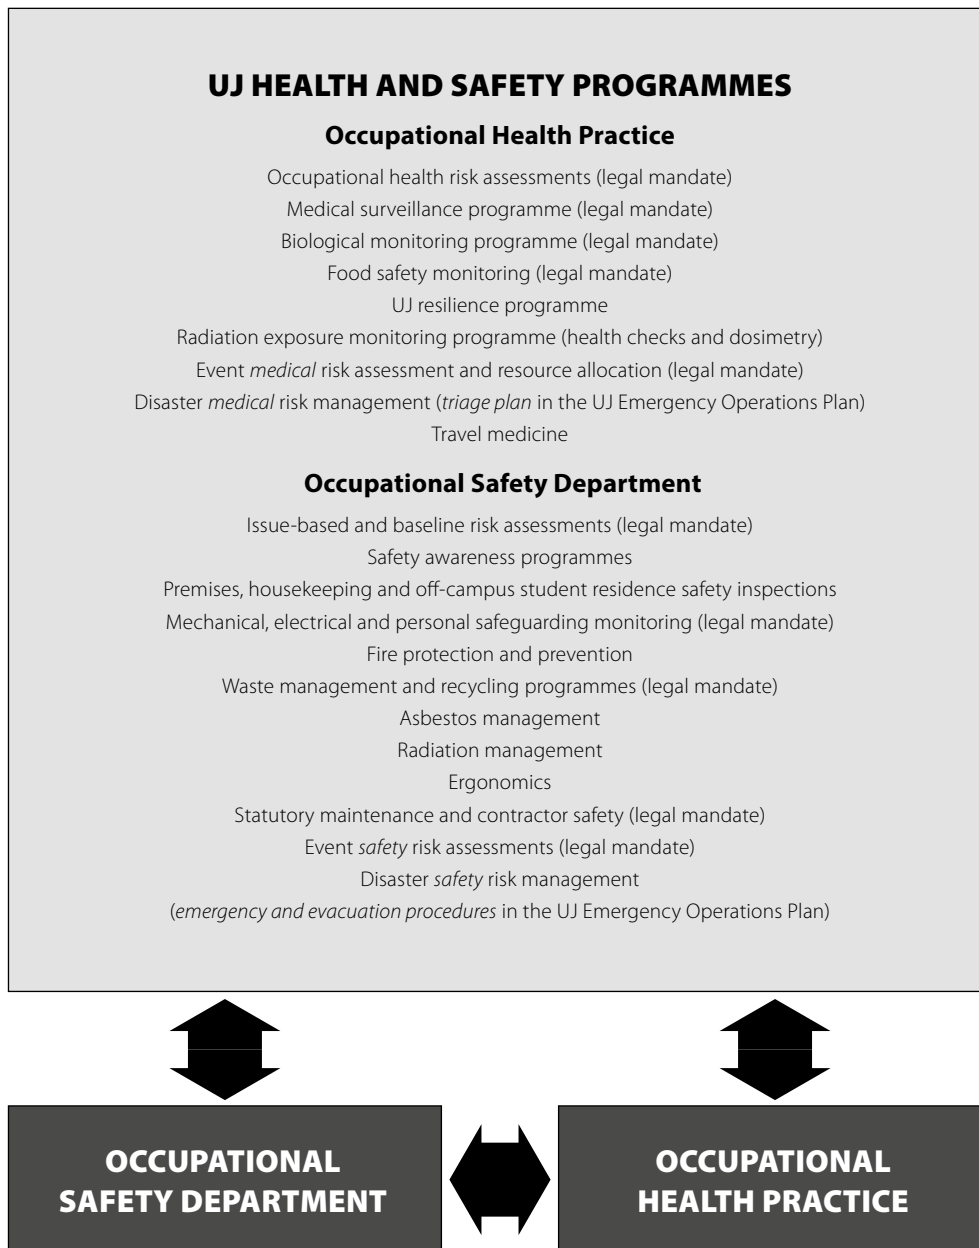 UJ HEALTH AND SAFETY PROGRAMMES
Occupational Health Practice
Occupational health risk assessments (legal mandate)
Medical surveillance programme (legal mandate)
Biological monitoring programme (legal mandate)
Food safety monitoring (legal mandate)
UJ resilience programme
Radiation exposure monitoring programme (health checks and dosimetry)
Event medical risk assessment and resource allocation (legal mandate)
Disaster medical risk management (triage plan in the UJ Emergency Operations Plan)
Travel medicine
Occupational Safety Department
Issue-based and baseline risk assessments (legal mandate)
Safety awareness programmes
Premises, housekeeping and off-campus student residence safety inspections
Mechanical, electrical and personal safeguarding monitoring (legal mandate)
Fire protection and prevention
Waste management and recycling programmes (legal mandate)
Asbestos management
Radiation management
Ergonomics
Statutory maintenance and contractor safety (legal mandate)
Event safety risk assessments (legal mandate)
Disaster safety risk management
(emergency and evacuation procedures in the UJ Emergency Operations Plan)
OCCUPATIONAL
SAFETY DEPARTMENT
OCCUPATIONAL
HEALTH PRACTICE